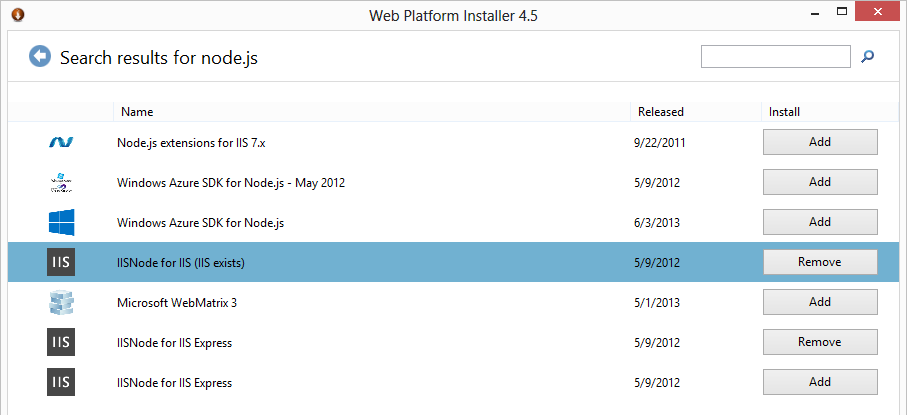 Web Platform Installer 4.5
Search results for node.js
Name Released Install
Node.js extensions for IIS 7.x 9/22/2011 Add
Windows Azure SDK for Node.js - May 2012 5/9/2012 Add
Windows Azure SDK for Node.js 6/3/2013 Add
IIS IISNode for IIS (IIS exists) 5/9/2012 Remove
Microsoft WebMatrix 3 5/1/2013 Add
IIS IISNode for IIS Express 5/9/2012 Remove
IIS IISNode for IIS Express 5/9/2012 Add